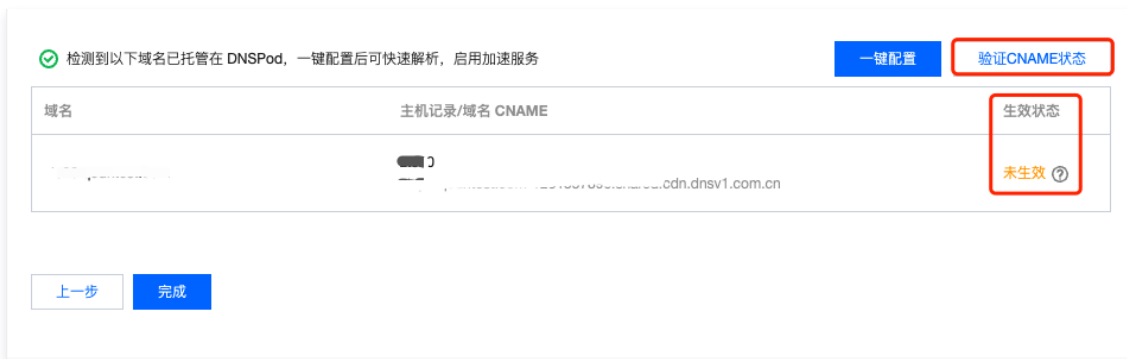 检测到以下域名已托管在 DNSPod，一键配置后可快速解析，启用加速服务
一键配置
验证CNAME状态
域名
主机记录/域名 CNAME
生效状态
.cdn.dnsv1.com.cn
未生效
上一步
完成